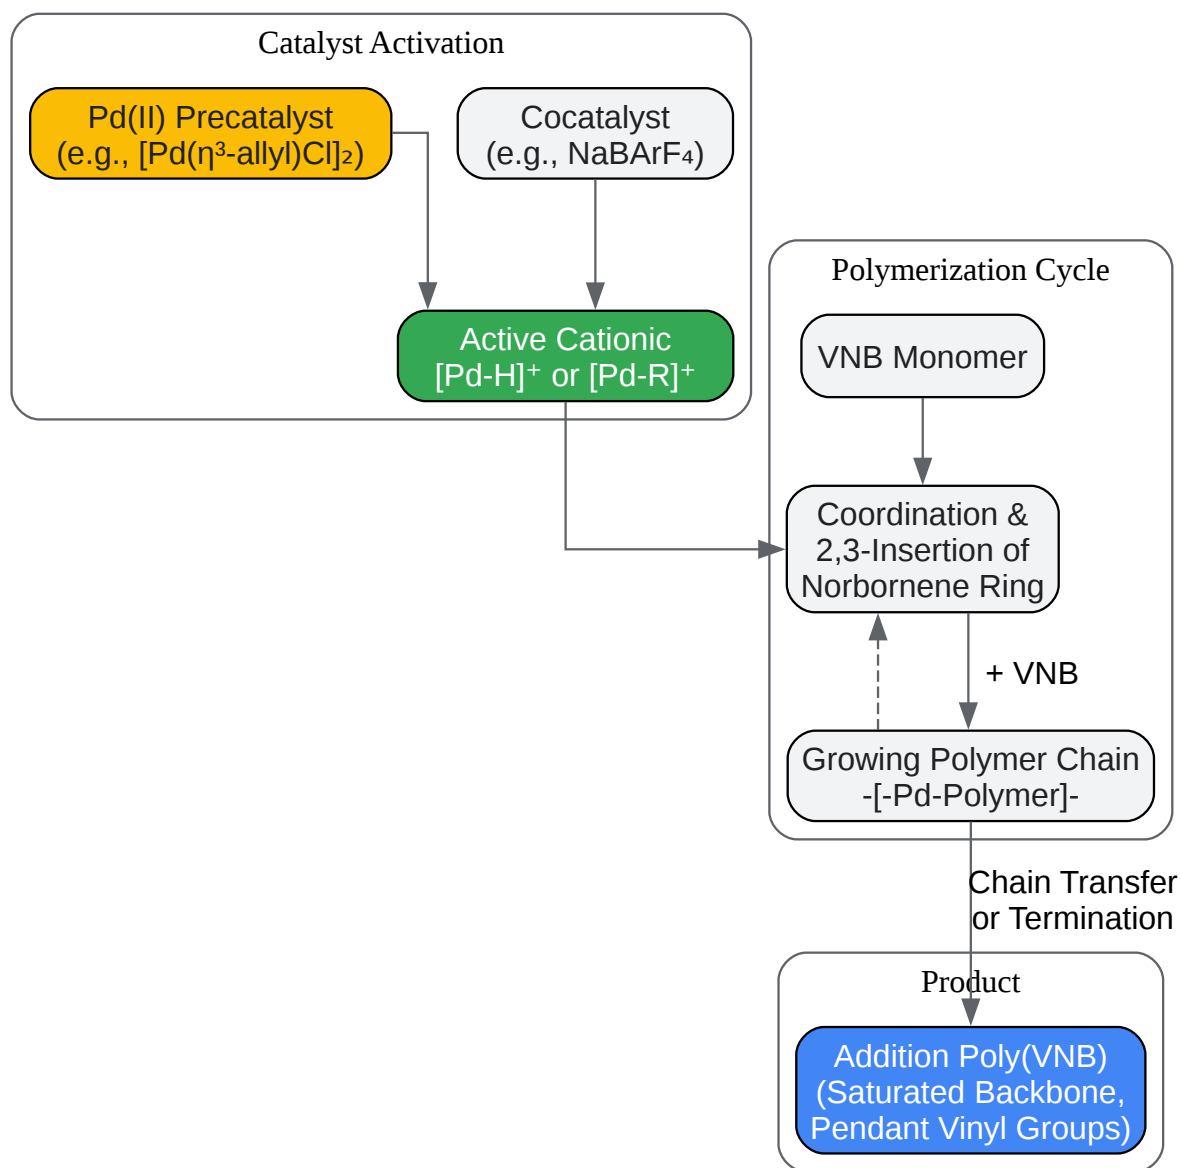 Catalyst Activation
Pd(II) Precatalyst
(e.g., [Pd(η³-allyl)Cl]₂)
Cocatalyst
(e.g., NaBArF₄)
Active Cationic
[Pd-H]⁺ or [Pd-R]⁺
Polymerization Cycle
VNB Monomer
Coordination &
2,3-Insertion of
Norbornene Ring
+ VNB
Growing Polymer Chain
-[-Pd-Polymer]-
Chain Transfer
or Termination
Product
Addition Poly(VNB)
(Saturated Backbone,
Pendant Vinyl Groups)